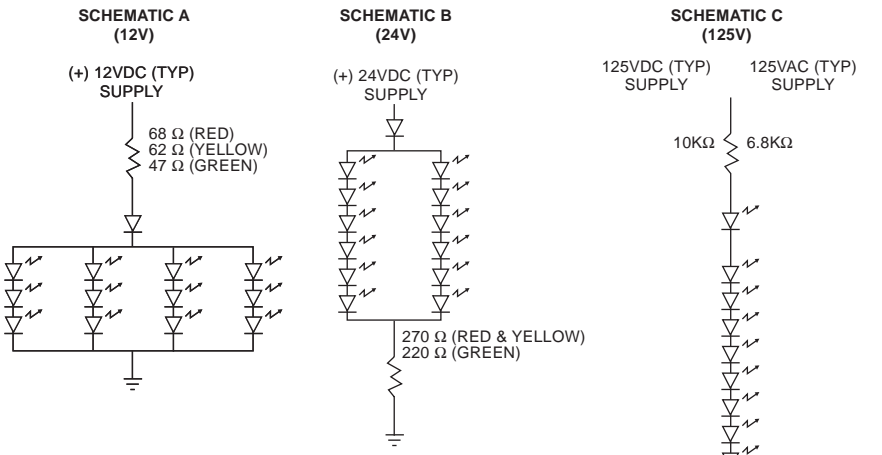 SCHEMATIC A
(12V)
(+) 12VDC (TYP)
SUPPLY
68 Ω (RED)
62 Ω (YELLOW)
47 Ω (GREEN)
SCHEMATIC B
(24V)
(+) 24VDC (TYP)
SUPPLY
270 Ω (RED & YELLOW)
220 Ω (GREEN)
SCHEMATIC C
(125V)
125VDC (TYP)
SUPPLY
125VAC (TYP)
SUPPLY
10KΩ
6.8KΩ